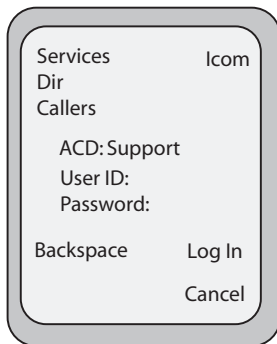 Services Icom
Dir
Callers
ACD: Support
User ID:
Password:
Backspace Log In
Cancel